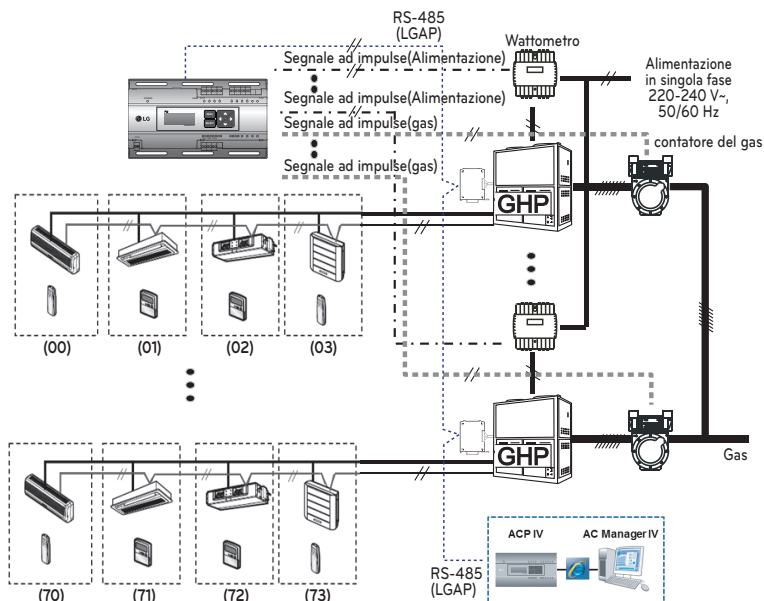 RS-485
(LGAP)
Wattometro
Segnale ad impulse(Alimentazione)
Segnale ad impulse(Alimentazione)
Segnale ad impulse(gas)
Segnale ad impulse(gas)
Alimentazione
in singola fase
220-240 V~,
50/60 Hz
contatore del gas
LG
GHP
(00)
(01)
(02)
(03)
GHP
Gas
(70)
(71)
(72)
(73)
RS-485
(LGAP)
ACP IV
AC Manager IV